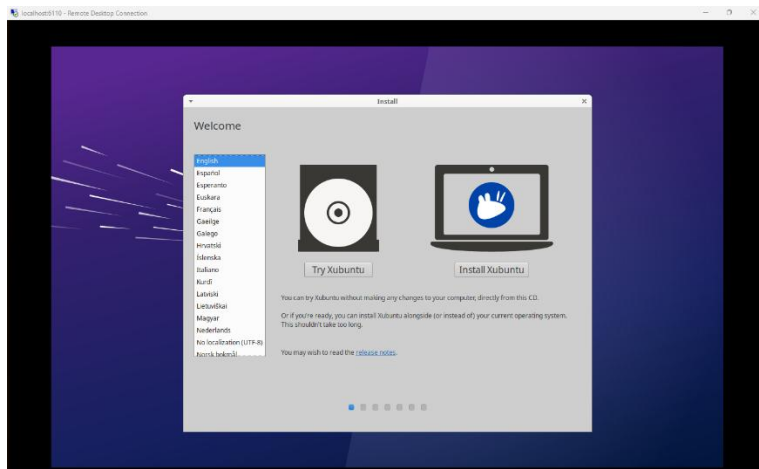 localhost:5110 - Remote Desktop Connection
Install
Welcome
English
Español
Esperanto
Euskara
Français
Gaeilge
Galego
Hrvatski
Íslenska
Italiano
Kurdî
Latviski
Lietuviškai
Magyar
Nederlands
No localization (UTF-8)
Norsk bokmål
Try Xubuntu
Install Xubuntu
You can try Xubuntu without making any changes to your computer, directly from this CD.
Or if you're ready, you can install Xubuntu alongside (or instead of) your current operating system.
This shouldn't take too long.
You may wish to read the release notes.